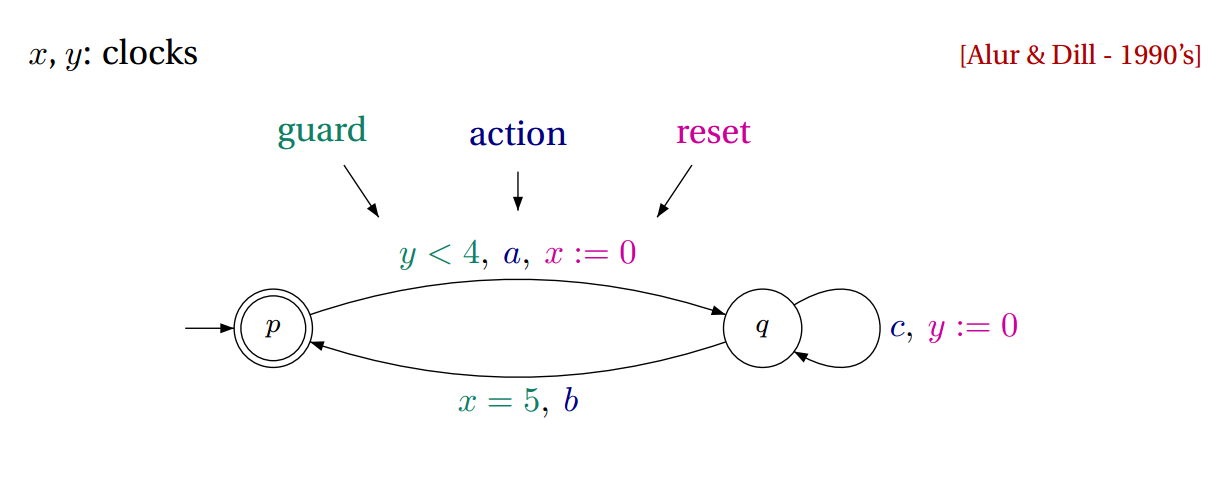 x, y: clocks
[Alur & Dill - 1990’s]
guard
action
reset
y < 4, a, x := 0
p
q
c, y := 0
x = 5, b